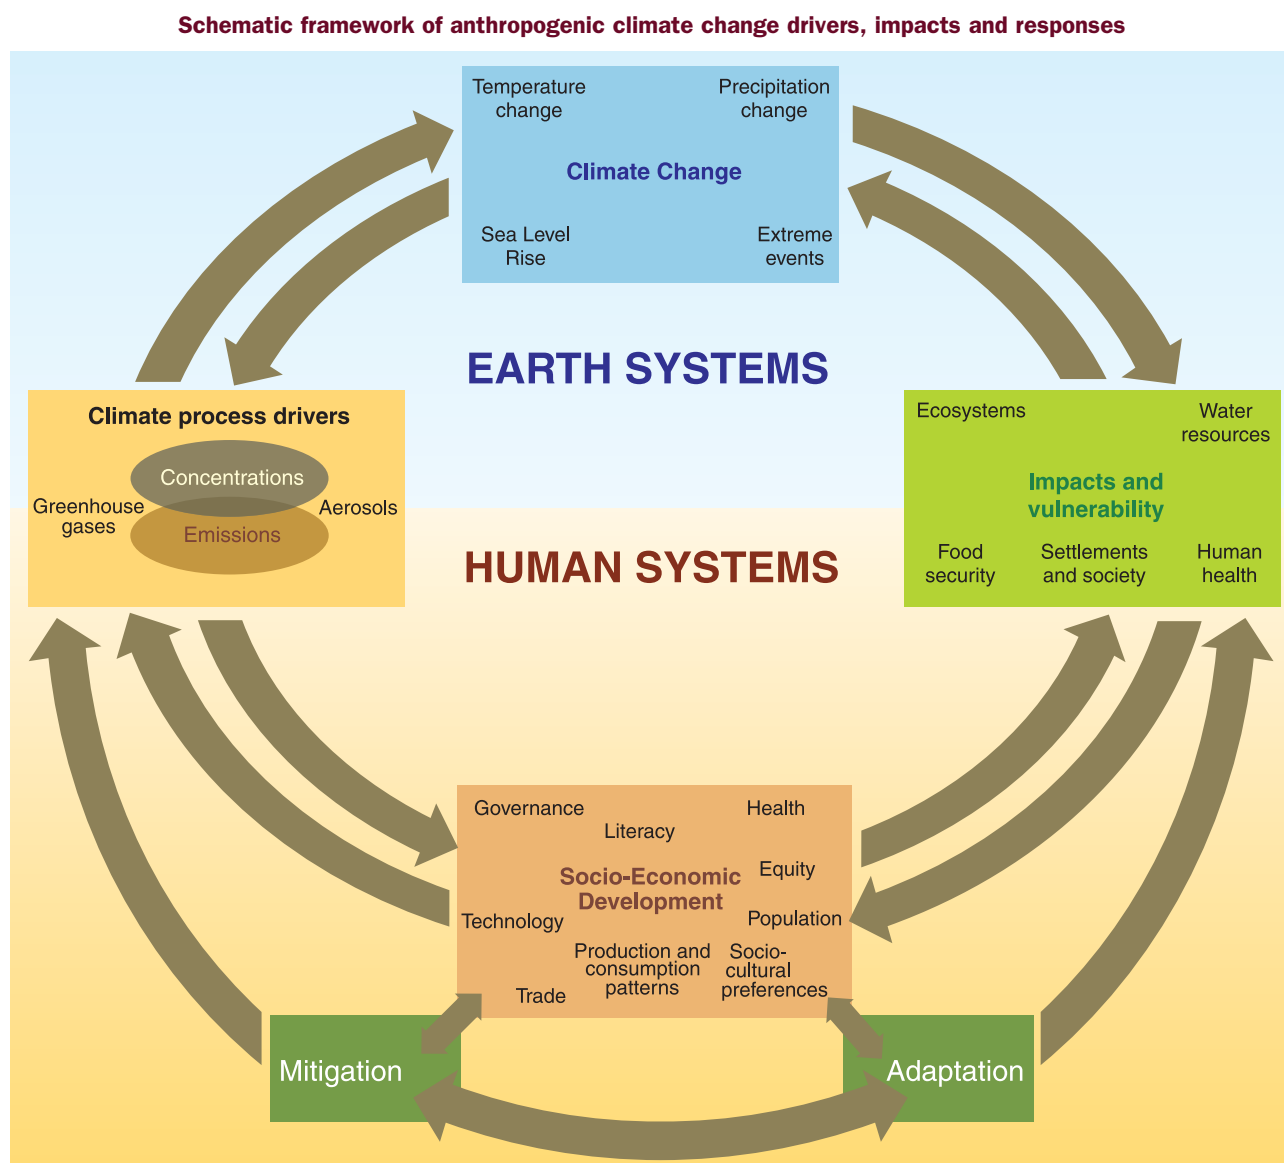 Schematic framework of anthropogenic climate change drivers, impacts and responses
Temperature
change
Precipitation
change
Climate Change
Sea Level
Rise
Extreme
events
EARTH SYSTEMS
Climate process drivers
Concentrations
Greenhouse
gases
Aerosols
Emissions
Ecosystems
Water
resources
Impacts and
vulnerability
Food
security
Settlements
and society
Human
health
HUMAN SYSTEMS
Governance
Literacy
Health
Socio-Economic
Development
Equity
Technology
Population
Production and
consumption
patterns
Socio-
cultural
preferences
Trade
Mitigation
Adaptation